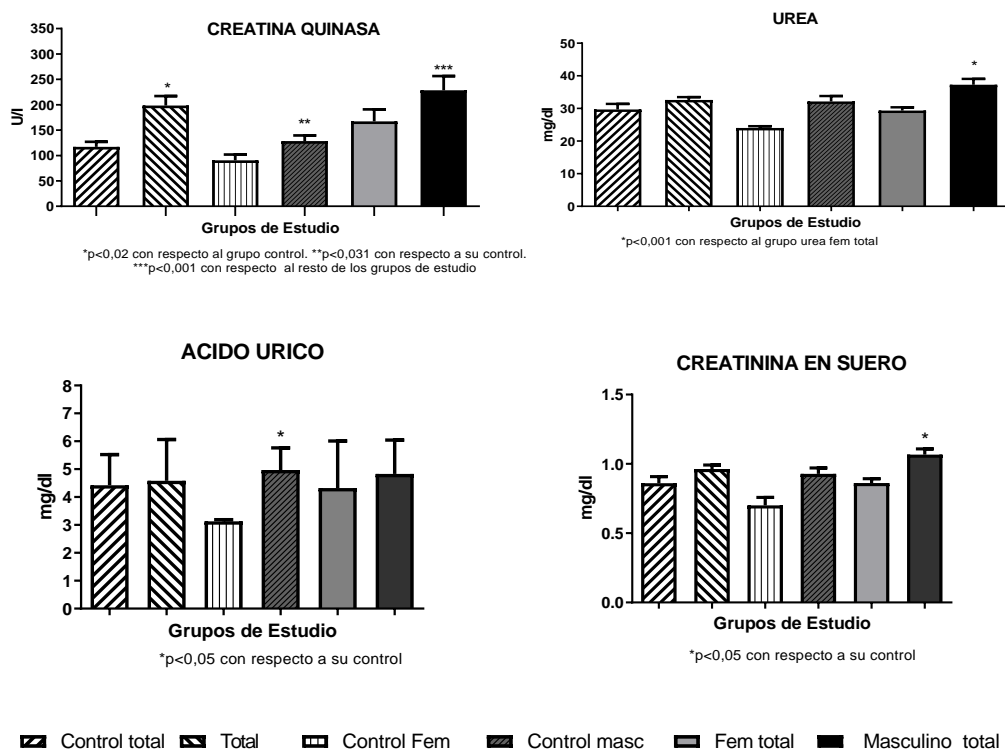 CREATINA QUINASA
350
300
250
200
150
100
50
0
U/l
*
**
***
Grupos de Estudio
*p<0,02 con respecto al grupo control. **p<0,031 con respecto a su control.
***p<0,001 con respecto al resto de los grupos de estudio
UREA
50
40
30
20
10
0
mg/dl
*
Grupos de Estudio
*p<0,001 con respecto al grupo urea fem total
ACIDO URICO
8
7
6
5
4
3
2
1
0
mg/dl
*
Grupos de Estudio
*p<0,05 con respecto a su control
CREATININA EN SUERO
1.5
1.0
0.5
0.0
mg/dl
*
Grupos de Estudio
*p<0,05 con respecto a su control
Control total Total Control Fem Control masc Fem total Masculino total